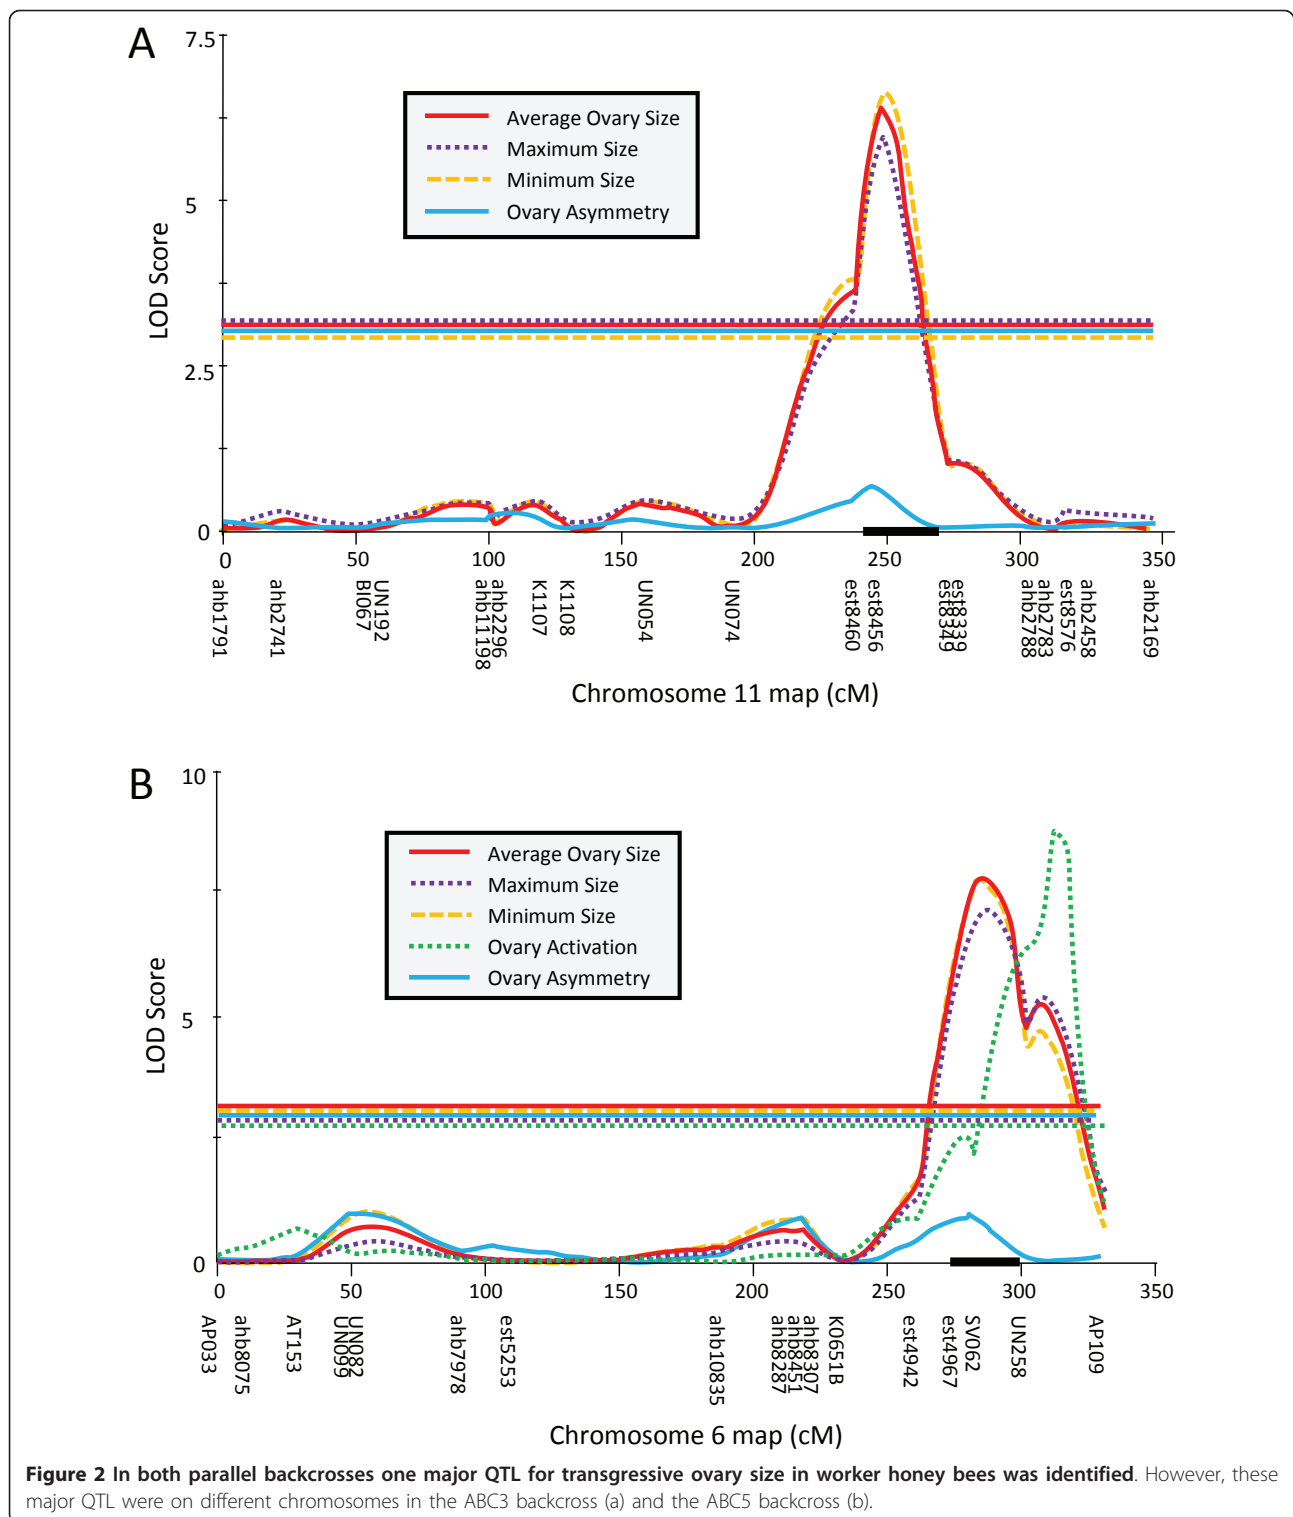 A
7.5
5
2.5
0
LOD Score
Average Ovary Size
Maximum Size
Minimum Size
Ovary Asymmetry
0 50 100 150 200 250 300 350
ahb1791
ahb2741
BI067
UN192
ahb11198
ahb2296
K1107
K1108
UN054
UN074
est8460
est8456
est8349
est8339
ahb2788
ahb2783
est8576
ahb2458
ahb2169
Chromosome 11 map (cM)
B
10
5
0
LOD Score
Average Ovary Size
Maximum Size
Minimum Size
Ovary Activation
Ovary Asymmetry
0 50 100 150 200 250 300 350
AP033
ahb8075
AT153
UN099
UN082
ahb7978
est5253
ahb10835
ahb8287
ahb8451
ahb8307
K0651B
est4942
est4967
SV062
UN258
AP109
Chromosome 6 map (cM)
Figure 2 In both parallel backcrosses one major QTL for transgressive ovary size in worker honey bees was identified. However, these
major QTL were on different chromosomes in the ABC3 backcross (a) and the ABC5 backcross (b).